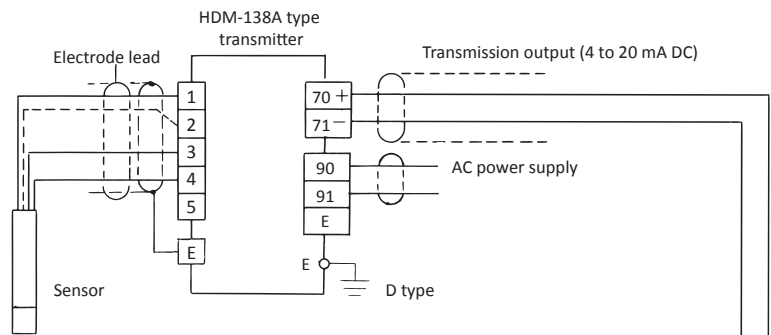 HDM-138A type
transmitter
Electrode lead
Transmission output (4 to 20 mA DC)
1
2
3
4
5
E
70 +
71 −
90
91
E
AC power supply
E
D type
Sensor